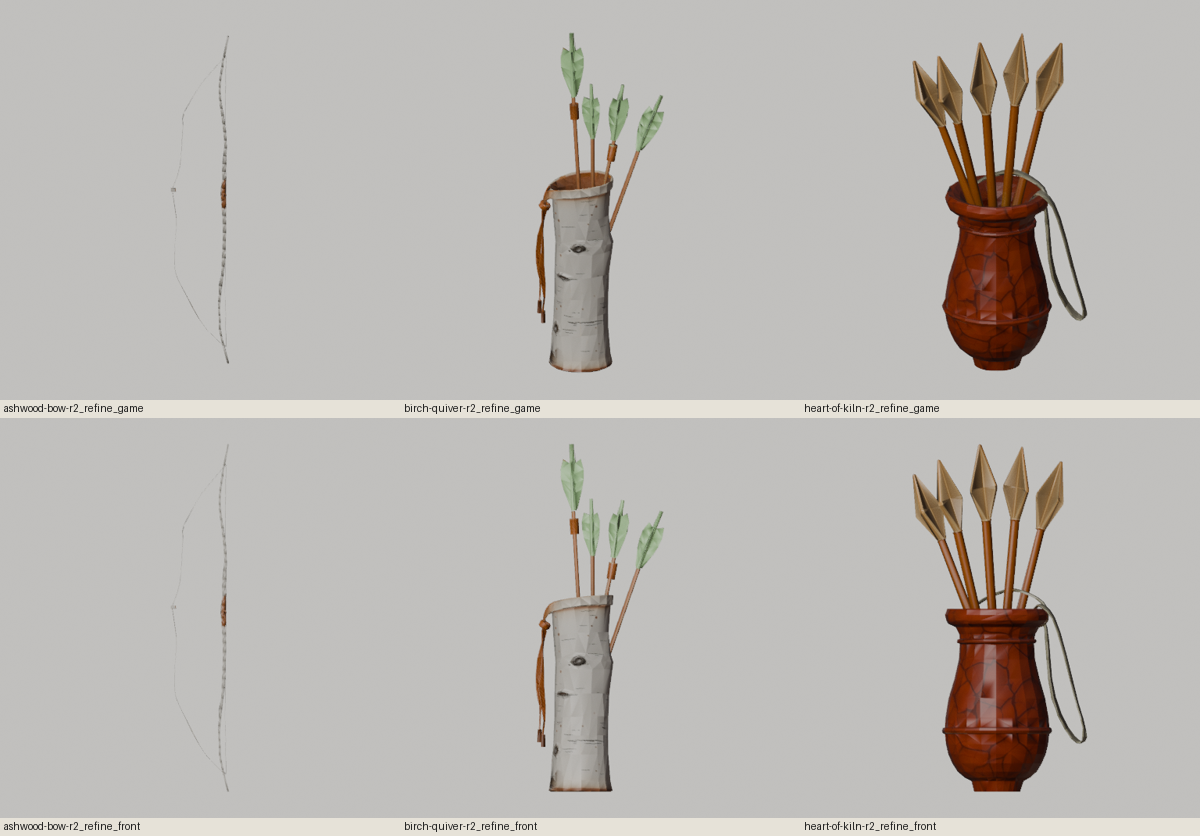 ashwood-bow-r2_refine_game
birch-quiver-r2_refine_game
heart-of-kiln-r2_refine_game
ashwood-bow-r2_refine_front
birch-quiver-r2_refine_front
heart-of-kiln-r2_refine_front